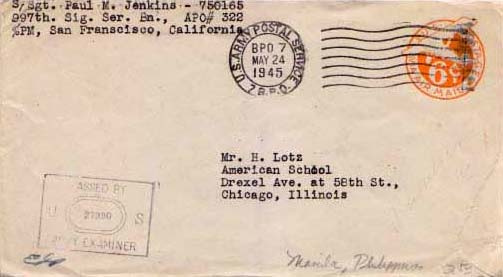 S/Sgt. Paul M. Jenkins - 750165
997th. Sig. Ser. Bn., APO# 322
%PM, San Franscisco, California
U.S. ARMY POSTAL SERVICE
BPO 7
MAY 24
1945
6¢
AIR MAIL
Mr. H. Lotz
American School
Drexel Ave. at 58th St.,
Chicago, Illinois
PASSED BY
U S
ARMY EXAMINER
Manila, Philippines